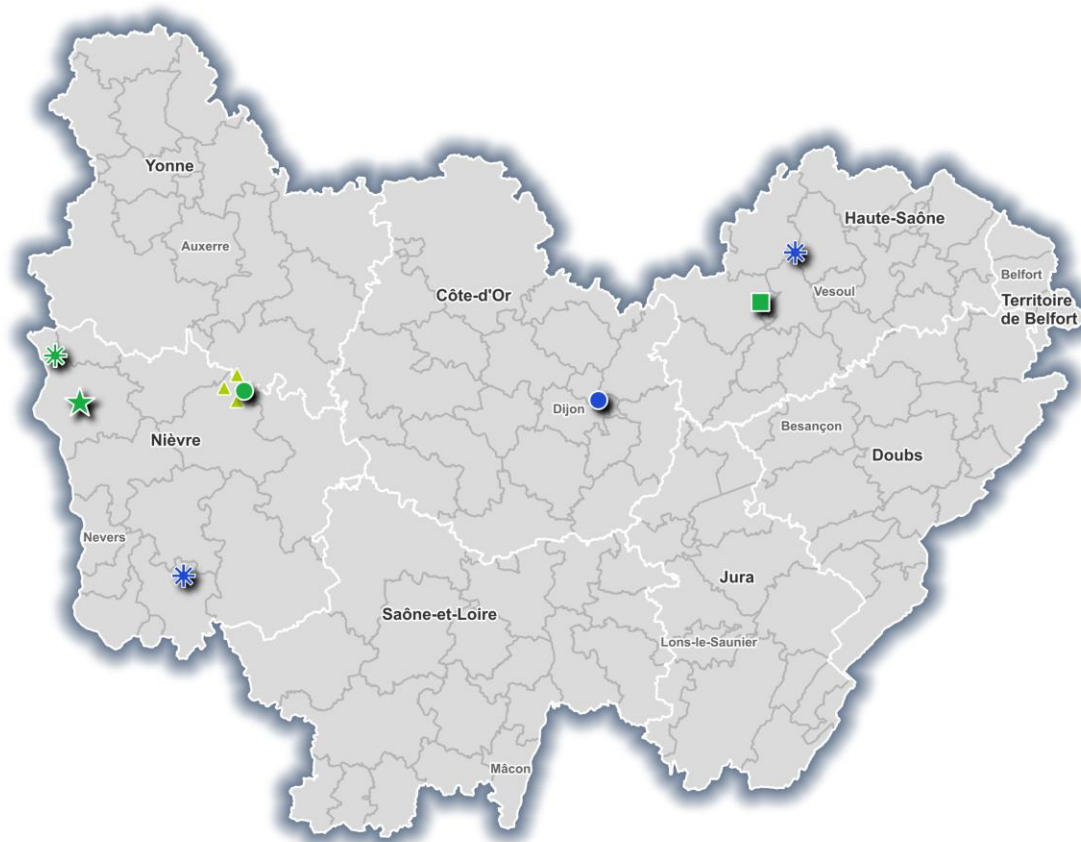 Yonne
Auxerre
Haute-Saône
Vesoul
Belfort
Territoire
de Belfort
Côte-d'Or
Dijon
Nièvre
Besançon
Doubs
Nevers
Jura
Saône-et-Loire
Lons-le-Saunier
Mâcon